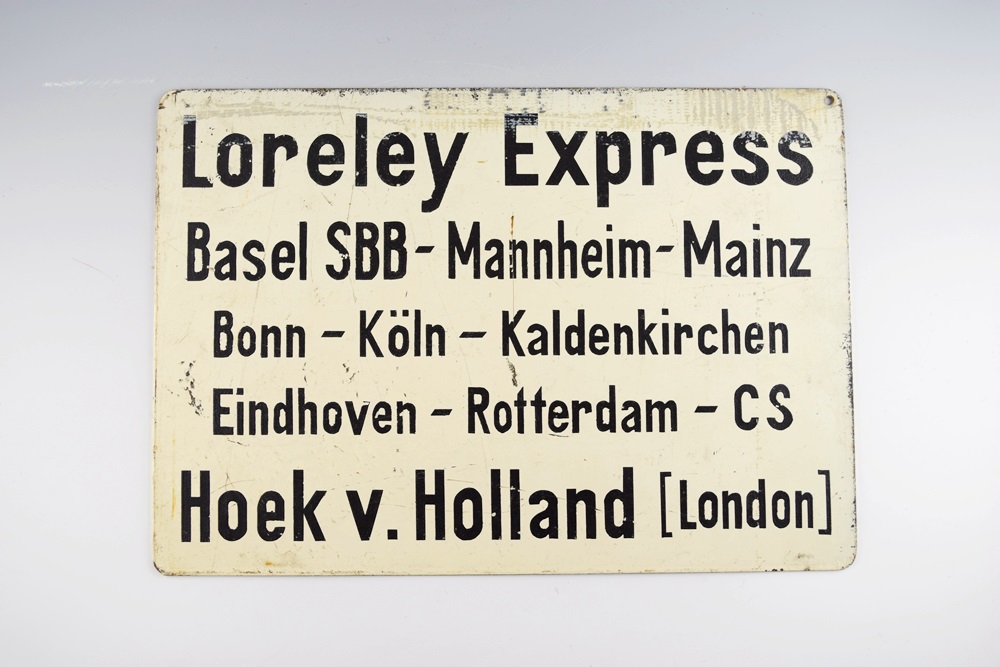 Loreley Express
Basel SBB - Mannheim - Mainz
Bonn - Köln - Kaldenkirchen
Eindhoven - Rotterdam - CS
Hoek v. Holland [London]